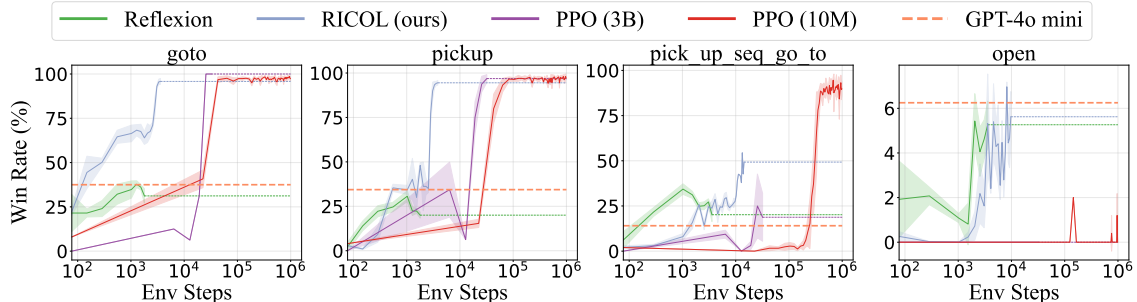 Reflexion RICOL (ours) PPO (3B) PPO (10M) GPT-4o mini
goto pickup pick_up_seq_go_to open
Win Rate (%)
100
75
50
25
0
10² 10³ 10⁴ 10⁵ 10⁶
Env Steps
100
75
50
25
0
10² 10³ 10⁴ 10⁵ 10⁶
Env Steps
100
75
50
25
0
10² 10³ 10⁴ 10⁵ 10⁶
Env Steps
6
4
2
0
10² 10³ 10⁴ 10⁵ 10⁶
Env Steps